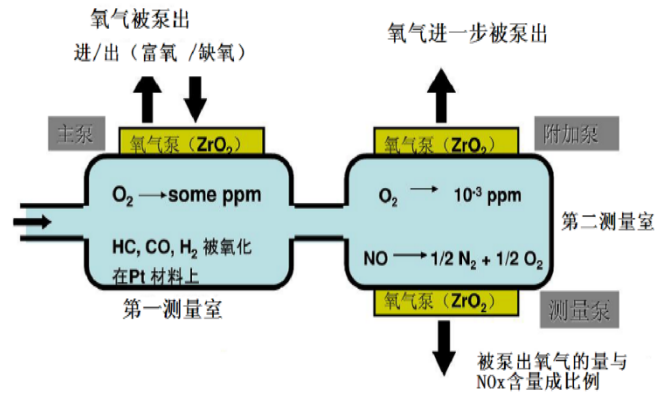 氧气被泵出
进/出（富氧 /缺氧）
氧气进一步被泵出
主泵
氧气泵（ZrO₂）
氧气泵（ZrO₂）
附加泵
O₂ → some ppm
HC, CO, H₂ 被氧化
在Pt 材料上
O₂ → 10⁻³ ppm
NO → 1/2 N₂ + 1/2 O₂
第二测量室
第一测量室
氧气泵（ZrO₂）
测量泵
被泵出氧气的量与
NOx含量成比例